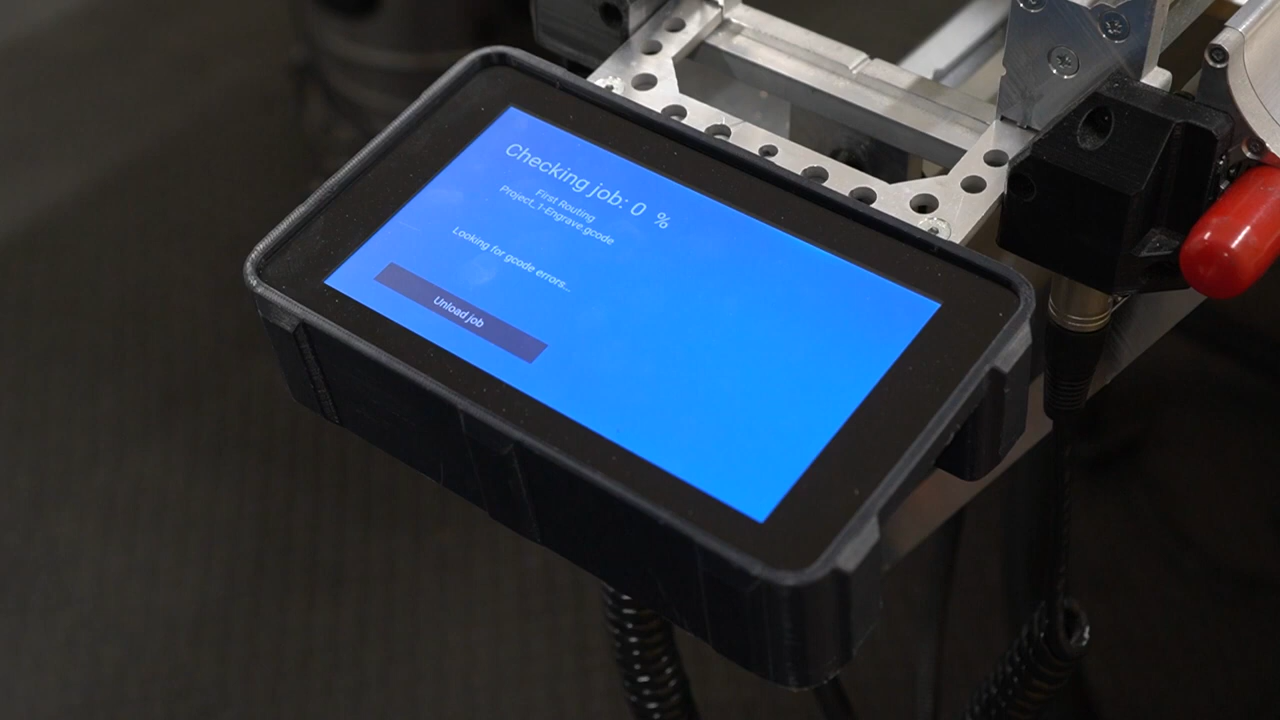 Checking job: 0 %
First Routing
Project_1-Engrave.gcode
Looking for gcode errors...
Unload job